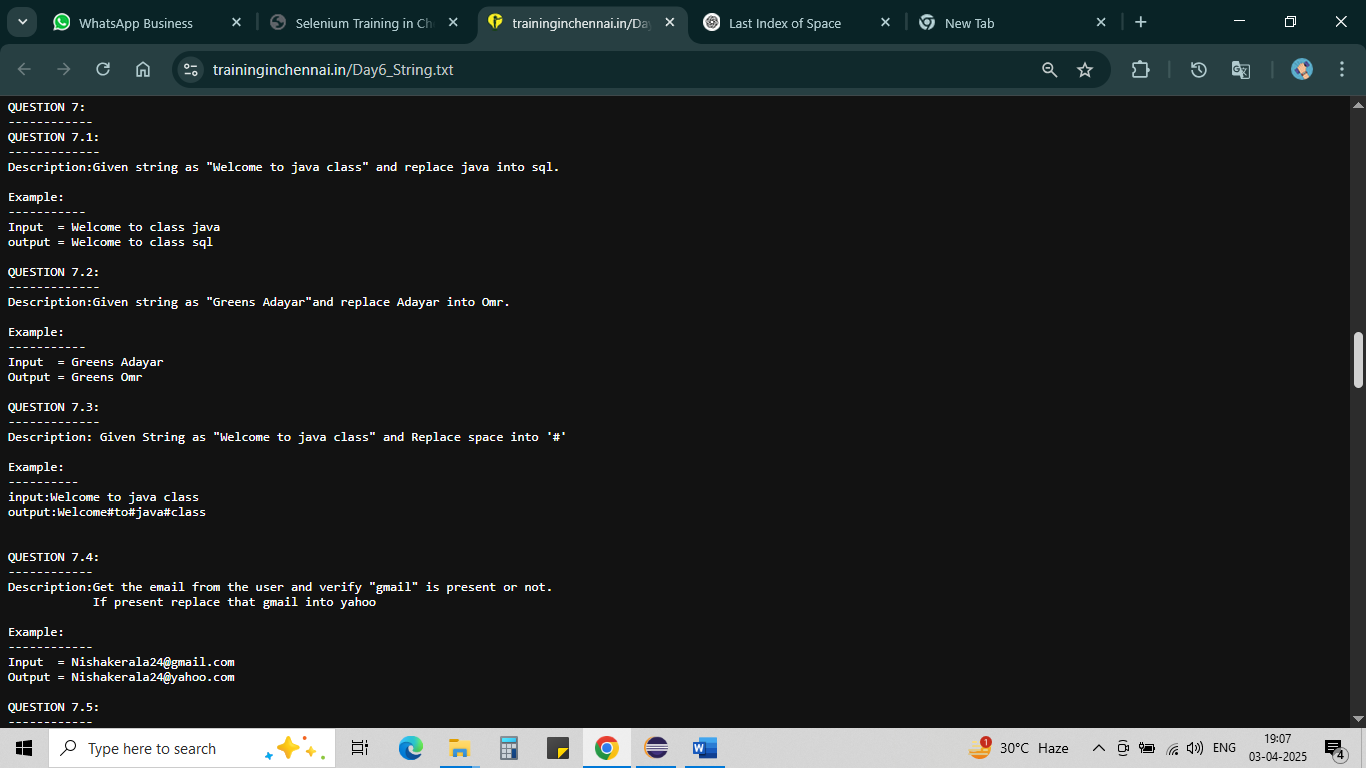 WhatsApp Business
Selenium Training in Ch
traininginchennai.in/Day
Last Index of Space
New Tab
traininginchennai.in/Day6_String.txt
QUESTION 7:
------------
QUESTION 7.1:
-------------
Description:Given string as "Welcome to java class" and replace java into sql.
Example:
-----------
Input  = Welcome to class java
output = Welcome to class sql
QUESTION 7.2:
-------------
Description:Given string as "Greens Adayar"and replace Adayar into Omr.
Example:
-----------
Input  = Greens Adayar
Output = Greens Omr
QUESTION 7.3:
-------------
Description: Given String as "Welcome to java class" and Replace space into '#'
Example:
----------
input:Welcome to java class
output:Welcome#to#java#class
QUESTION 7.4:
------------
Description:Get the email from the user and verify "gmail" is present or not.
            If present replace that gmail into yahoo
Example:
------------
Input  = Nishakerala24@gmail.com
Output = Nishakerala24@yahoo.com
QUESTION 7.5:
------------
Type here to search
1
30°C Haze
ENG
19:07
03-04-2025
4